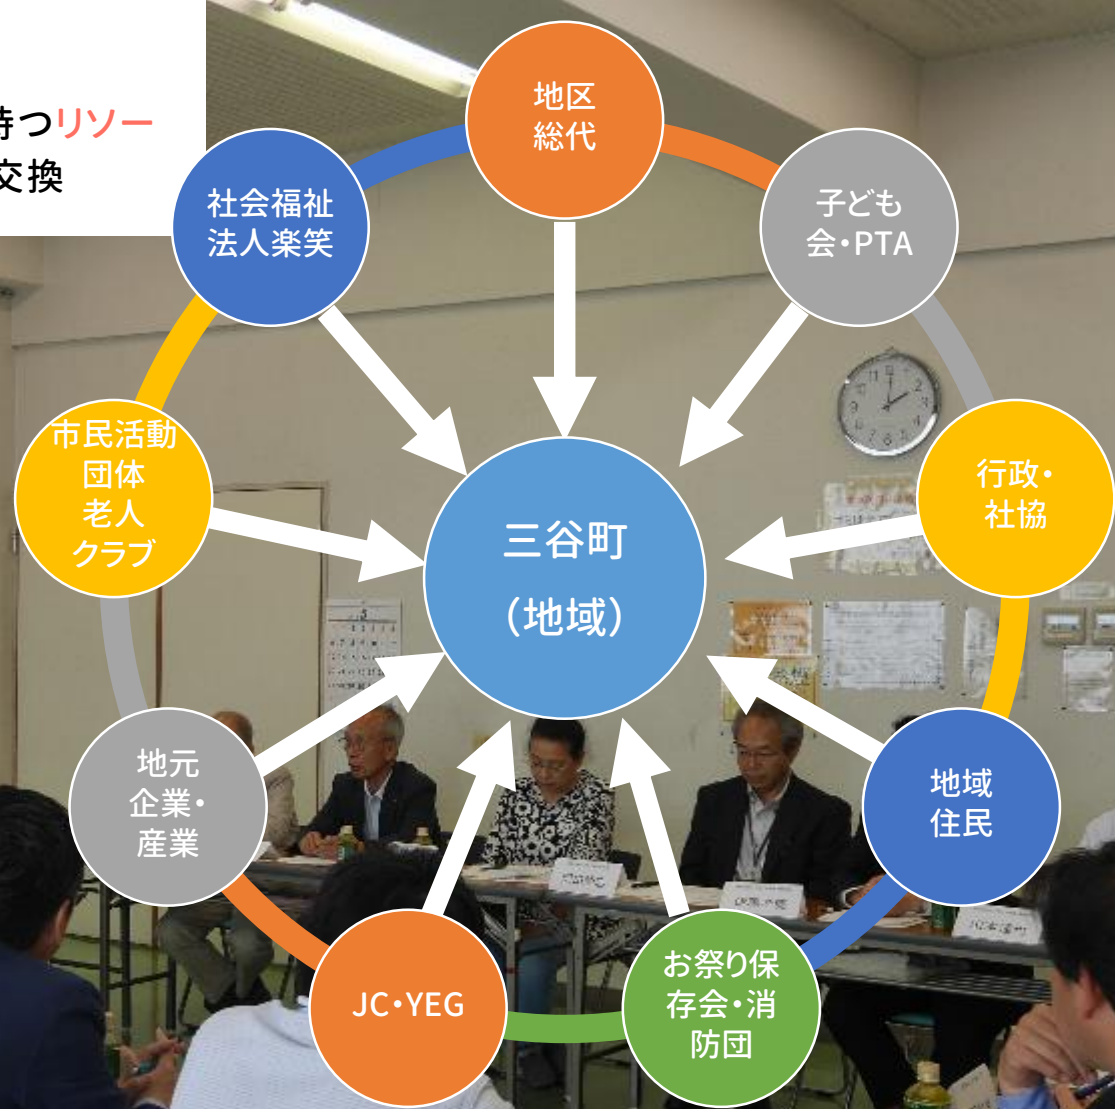 持つリソー
交換
地区
総代
子ども
会・PTA
行政・
社協
地域
住民
お祭り保
存会・消
防団
JC・YEG
地元
企業・
産業
市民活動
団体
老人
クラブ
社会福祉
法人楽笑
三谷町
（地域）